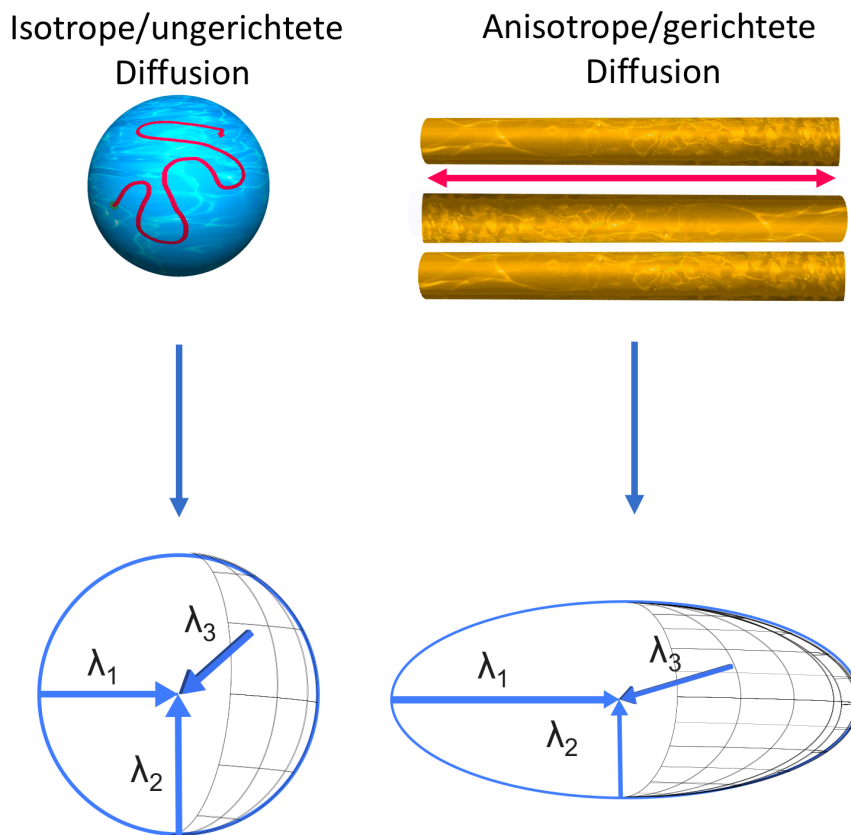 Isotrope/ungerichtete
Diffusion
Anisotrope/gerichtete
Diffusion
λ₁
λ₂
λ₃
λ₁
λ₂
λ₃